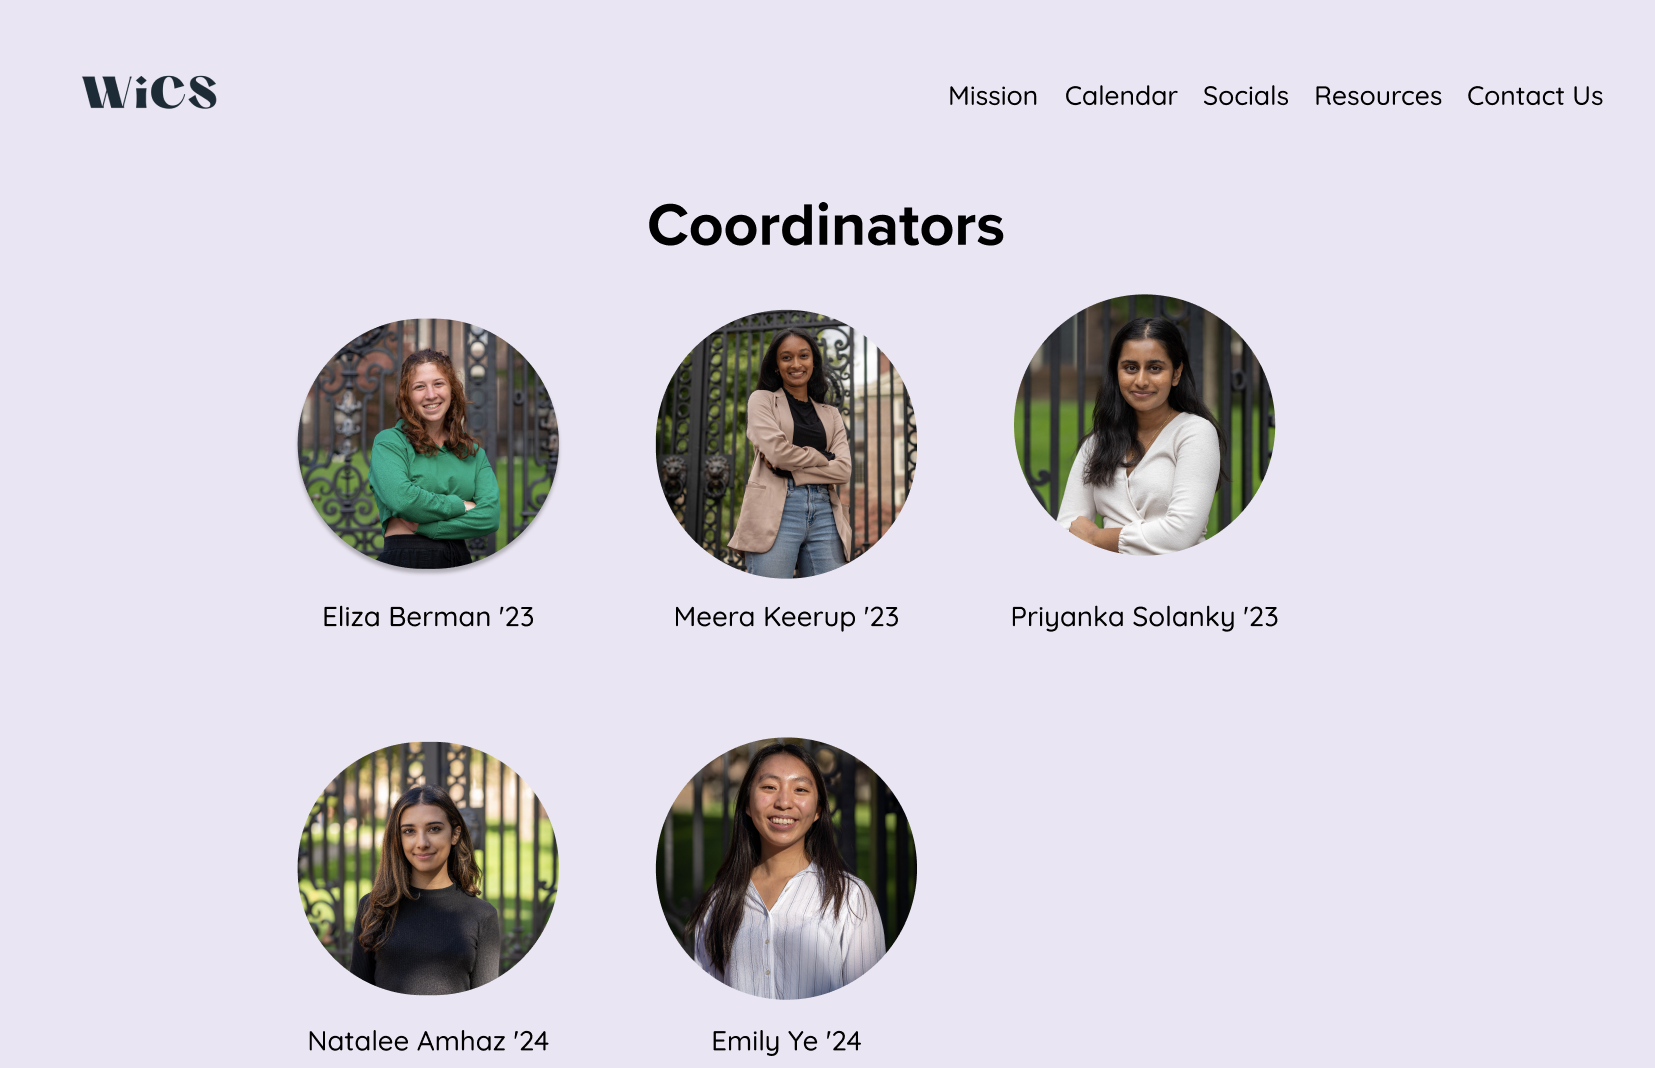 WiCS
Mission Calendar Socials Resources Contact Us
Coordinators
Eliza Berman '23
Meera Keerup '23
Priyanka Solanky '23
Natalee Amhaz '24
Emily Ye '24